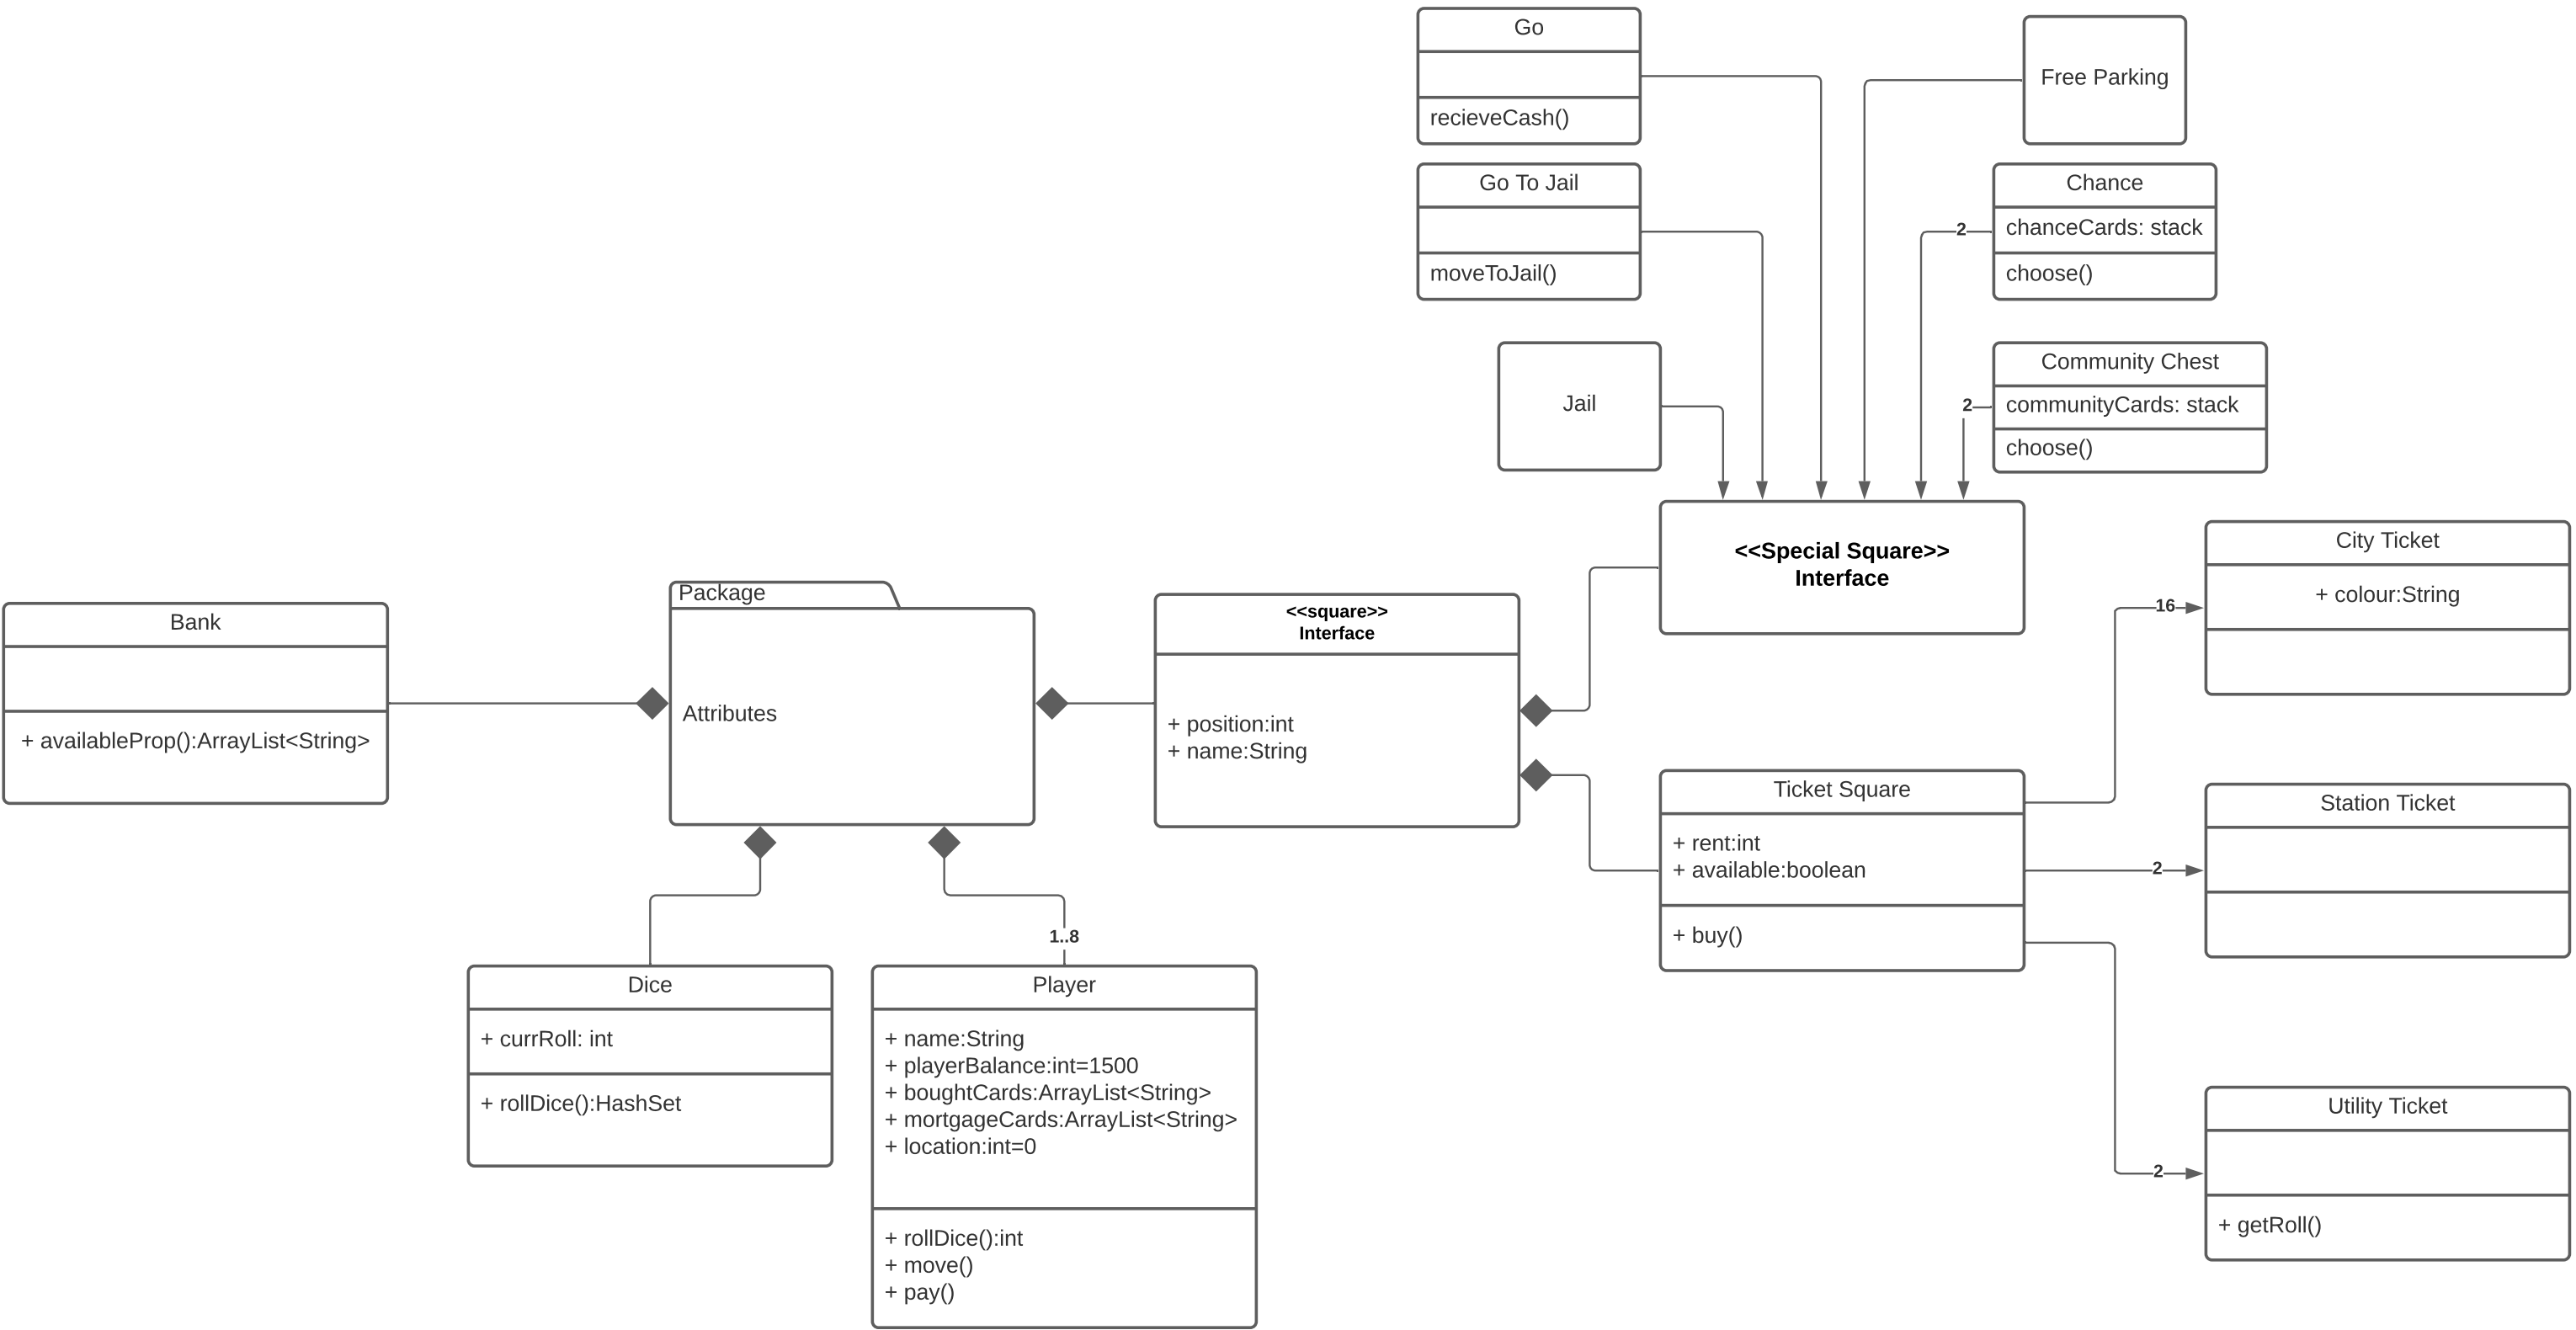 Go
recieveCash()
Free Parking
Go To Jail
moveToJail()
Chance
chanceCards: stack
choose()
2
Jail
Community Chest
communityCards: stack
choose()
2
<<Special Square>>
Interface
City Ticket
+ colour:String
16
Bank
+ availableProp():ArrayList<String>
Package
Attributes
<<square>>
Interface
+ position:int
+ name:String
Ticket Square
+ rent:int
+ available:boolean
+ buy()
Station Ticket
2
Dice
+ currRoll: int
+ rollDice():HashSet
1..8
Player
+ name:String
+ playerBalance:int=1500
+ boughtCards:ArrayList<String>
+ mortgageCards:ArrayList<String>
+ location:int=0
+ rollDice():int
+ move()
+ pay()
2
Utility Ticket
+ getRoll()